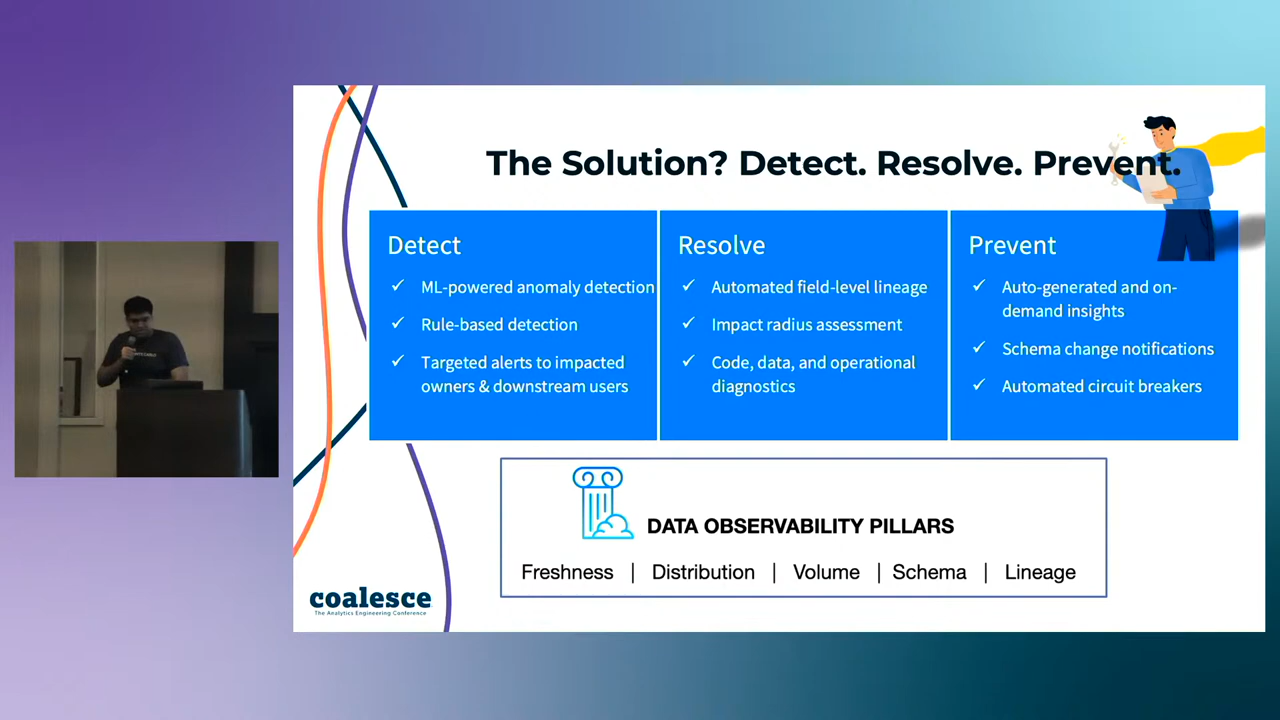 The Solution? Detect. Resolve. Prevent.
Detect
✓ ML-powered anomaly detection
✓ Rule-based detection
✓ Targeted alerts to impacted
owners & downstream users
Resolve
✓ Automated field-level lineage
✓ Impact radius assessment
✓ Code, data, and operational
diagnostics
Prevent
✓ Auto-generated and on-
demand insights
✓ Schema change notifications
✓ Automated circuit breakers
DATA OBSERVABILITY PILLARS
Freshness | Distribution | Volume | Schema | Lineage
coalesce
The Analytics Engineering Conference